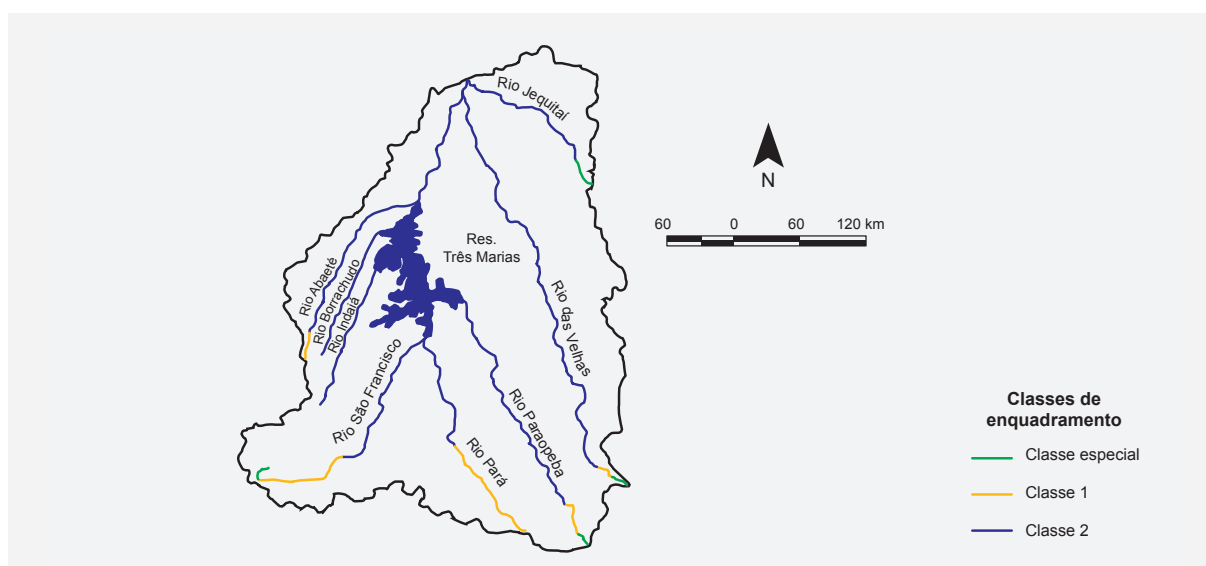 Rio Jequitaí
N
60 0 60 120 km
Res.
Três Marias
Rio Abaeté
Rio Borrachudo
Rio Indaiá
Rio das Velhas
Rio São Francisco
Rio Paraopeba
Rio Pará
Classes de
enquadramento
Classe especial
Classe 1
Classe 2